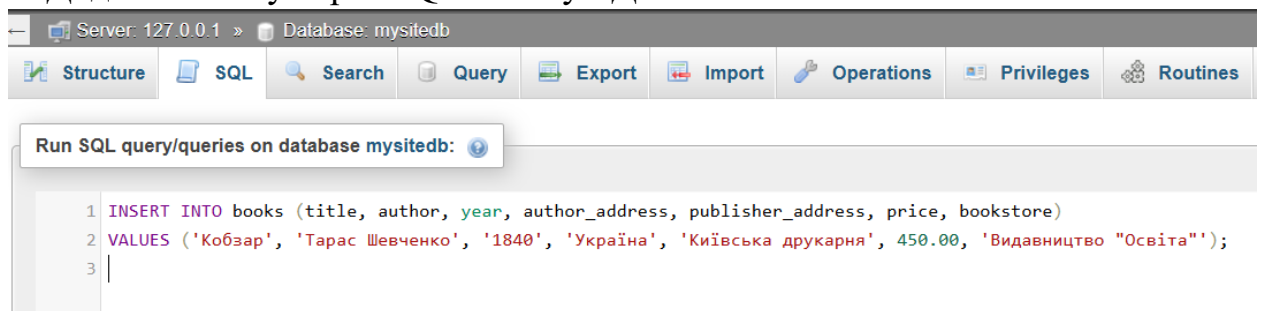 ← Server: 127.0.0.1 » Database: mysitedb
Structure SQL Search Query Export Import Operations Privileges Routines
Run SQL query/queries on database mysitedb:
1 INSERT INTO books (title, author, year, author_address, publisher_address, price, bookstore)
2 VALUES ('Кобзар', 'Тарас Шевченко', '1840', 'Україна', 'Київська друкарня', 450.00, 'Видавництво "Освіта"');
3